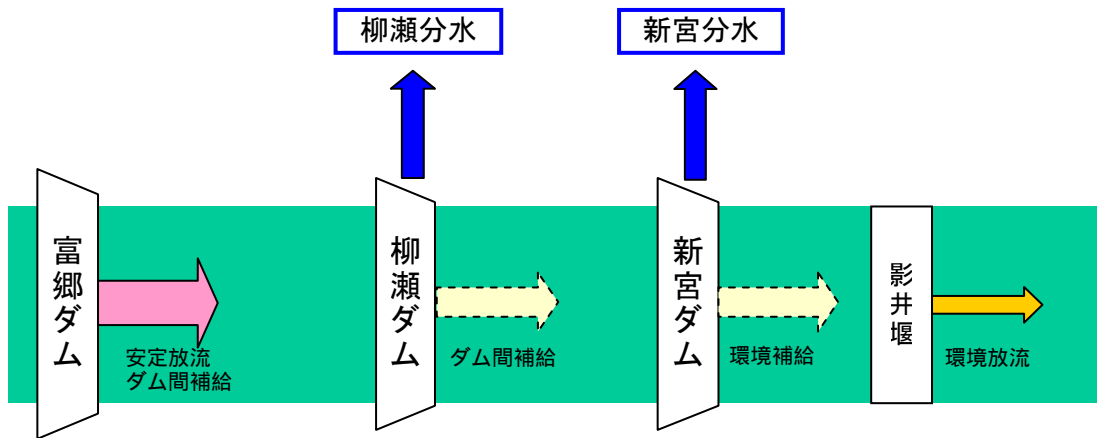 柳瀬分水
新宮分水
富郷ダム
安定放流
ダム間補給
柳瀬ダム
ダム間補給
新宮ダム
環境補給
影井堰
環境放流